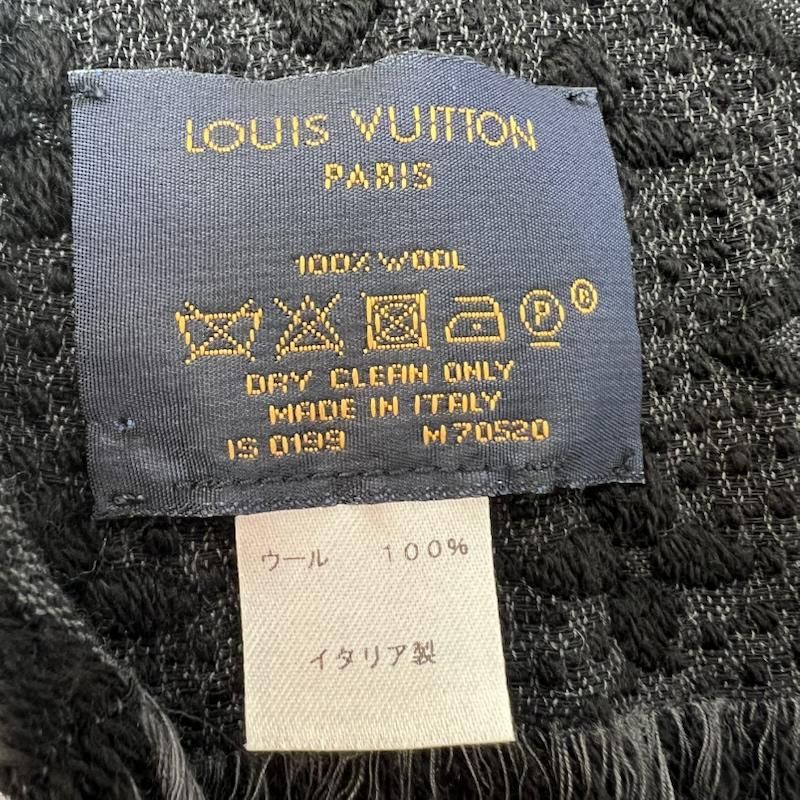 LOUIS VUITTON
PARIS
100% WOOL
P ®
DRY CLEAN ONLY
MADE IN ITALY
IS 0199 M70520
ウール 100%
イタリア製